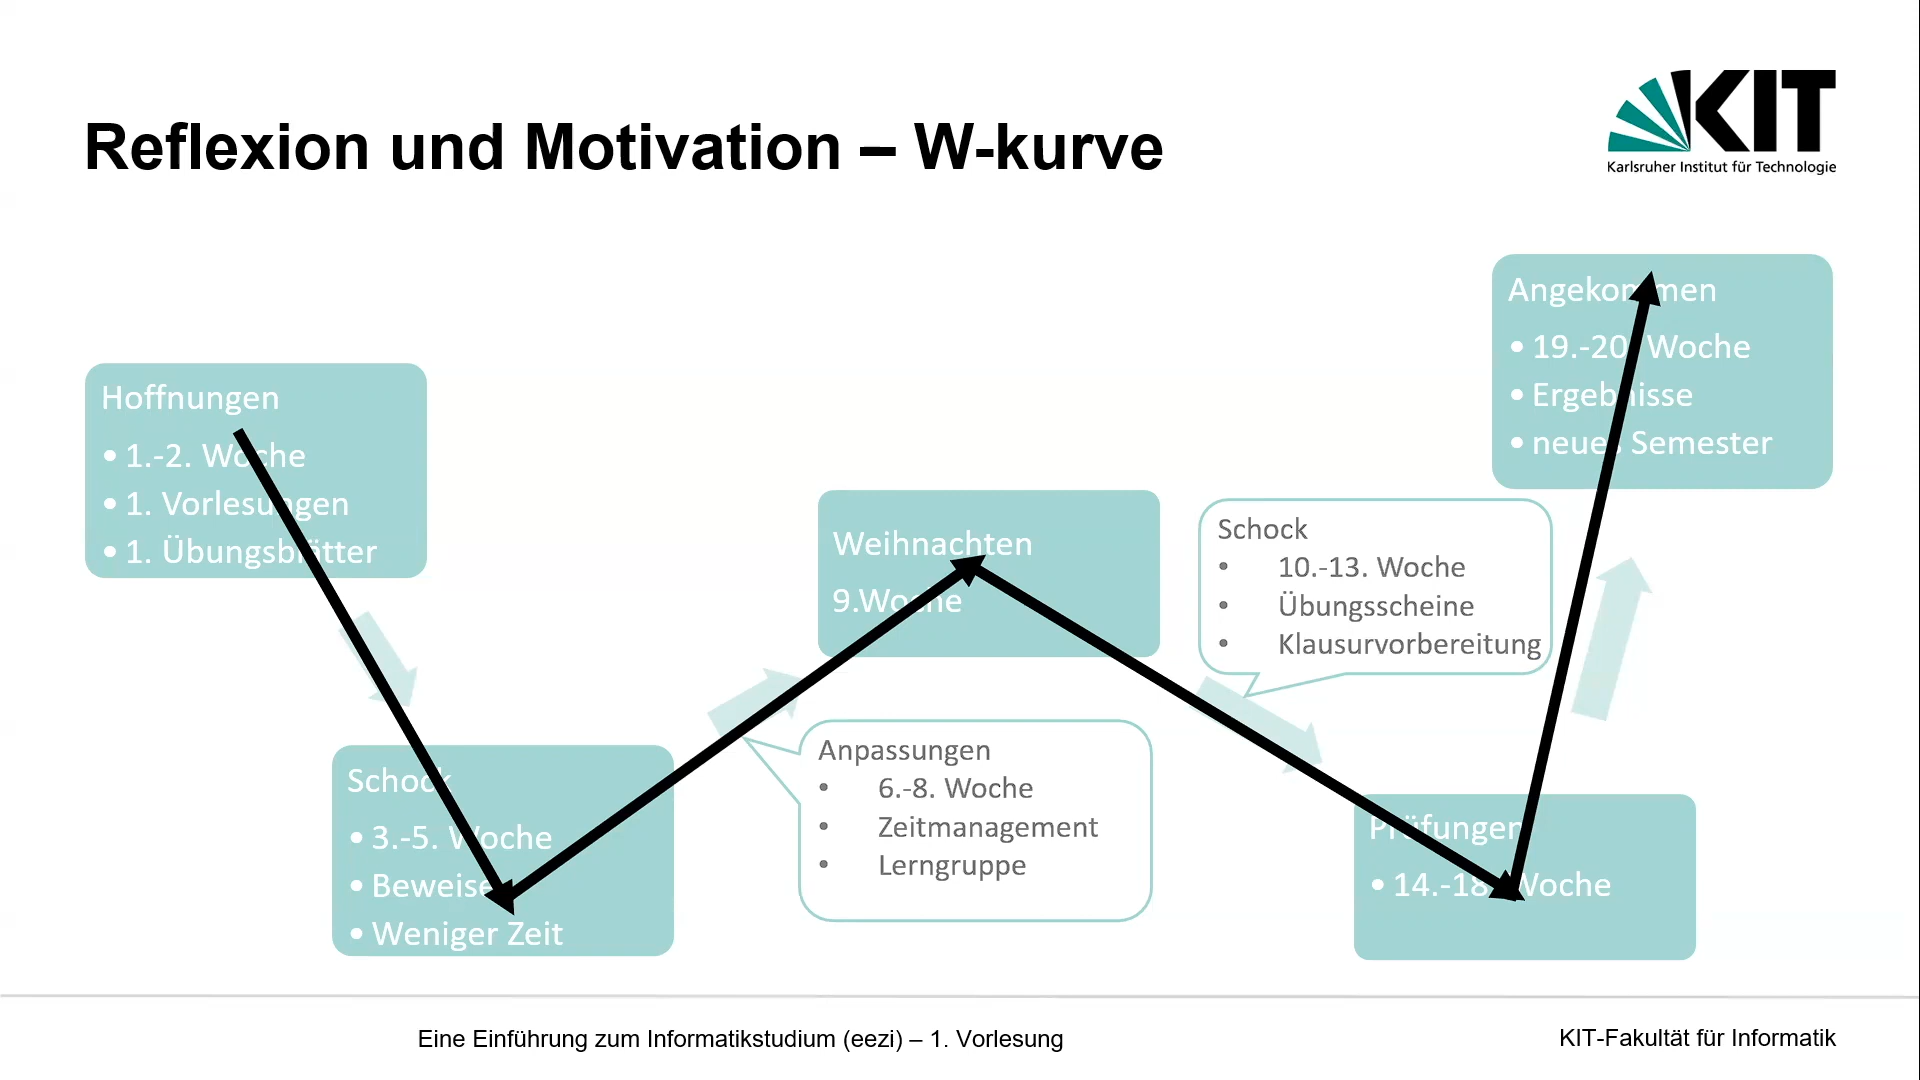 Reflexion und Motivation – W-kurve
KIT
Karlsruher Institut für Technologie
Hoffnungen
• 1.-2. Woche
• 1. Vorlesungen
• 1. Übungsblätter
Schock
• 3.-5. Woche
• Beweise
• Weniger Zeit
Anpassungen
• 6.-8. Woche
• Zeitmanagement
• Lerngruppe
Weihnachten
9.Woche
Schock
• 10.-13. Woche
• Übungsscheine
• Klausurvorbereitung
Prüfungen
• 14.-18. Woche
Angekommen
• 19.-20. Woche
• Ergebnisse
• neues Semester
Eine Einführung zum Informatikstudium (eezi) – 1. Vorlesung
KIT-Fakultät für Informatik